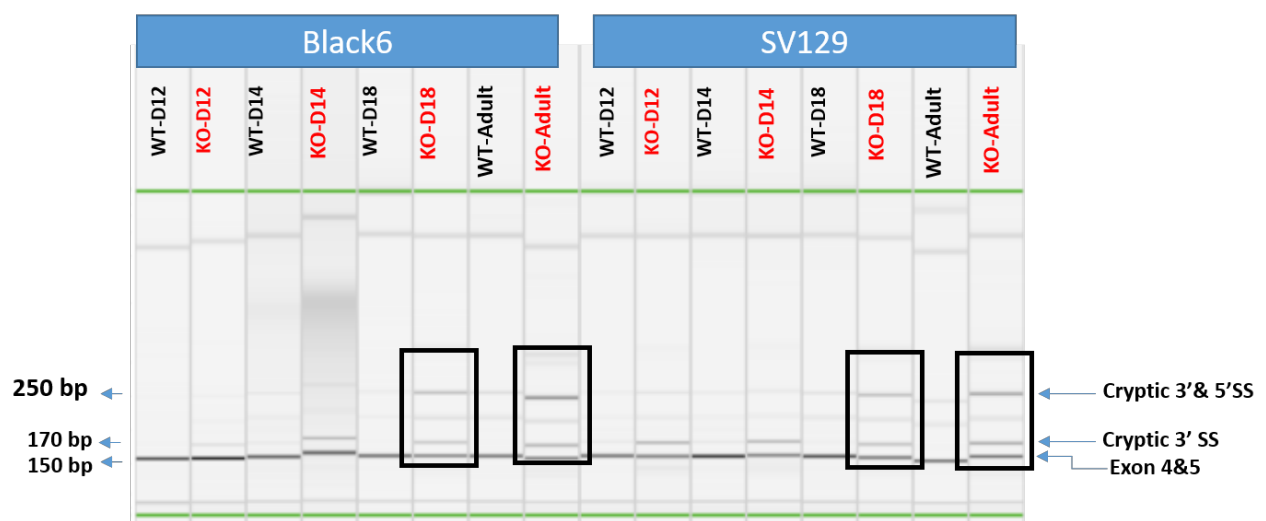 Black6 SV129
WT-D12 KO-D12 WT-D14 KO-D14 WT-D18 KO-D18 WT-Adult KO-Adult WT-D12 KO-D12 WT-D14 KO-D14 WT-D18 KO-D18 WT-Adult KO-Adult
250 bp Cryptic 3'& 5'SS
170 bp Cryptic 3' SS
150 bp Exon 4&5